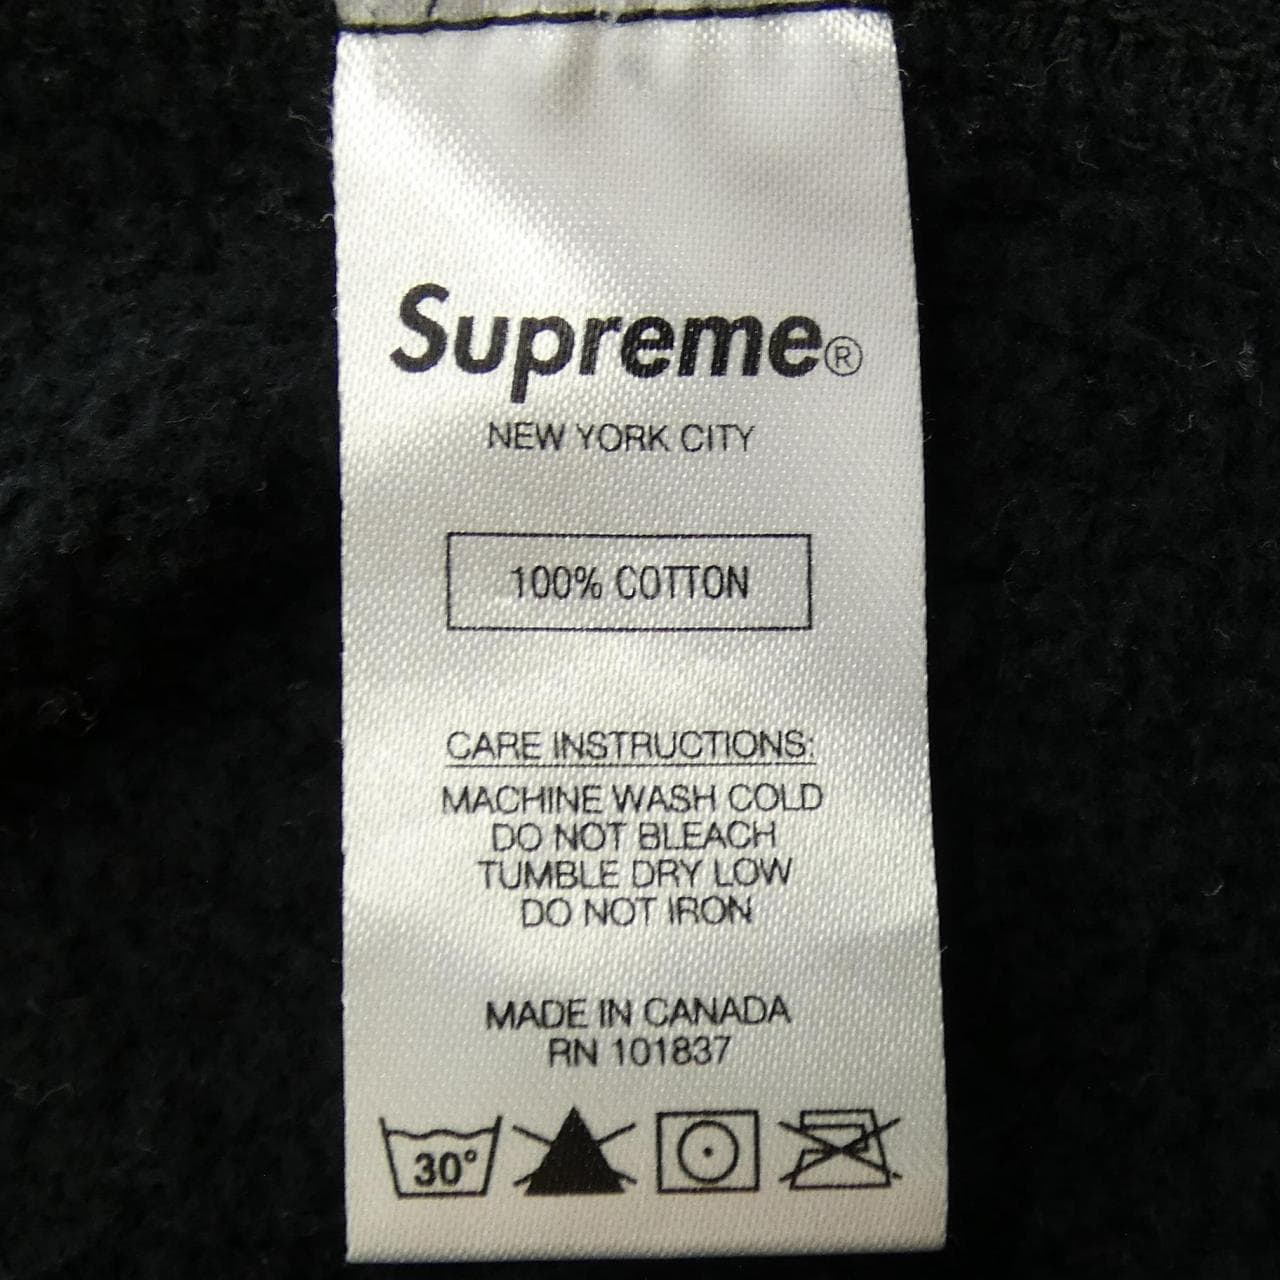 Supreme®
NEW YORK CITY
100% COTTON
CARE INSTRUCTIONS:
MACHINE WASH COLD
DO NOT BLEACH
TUMBLE DRY LOW
DO NOT IRON
MADE IN CANADA
RN 101837
30°